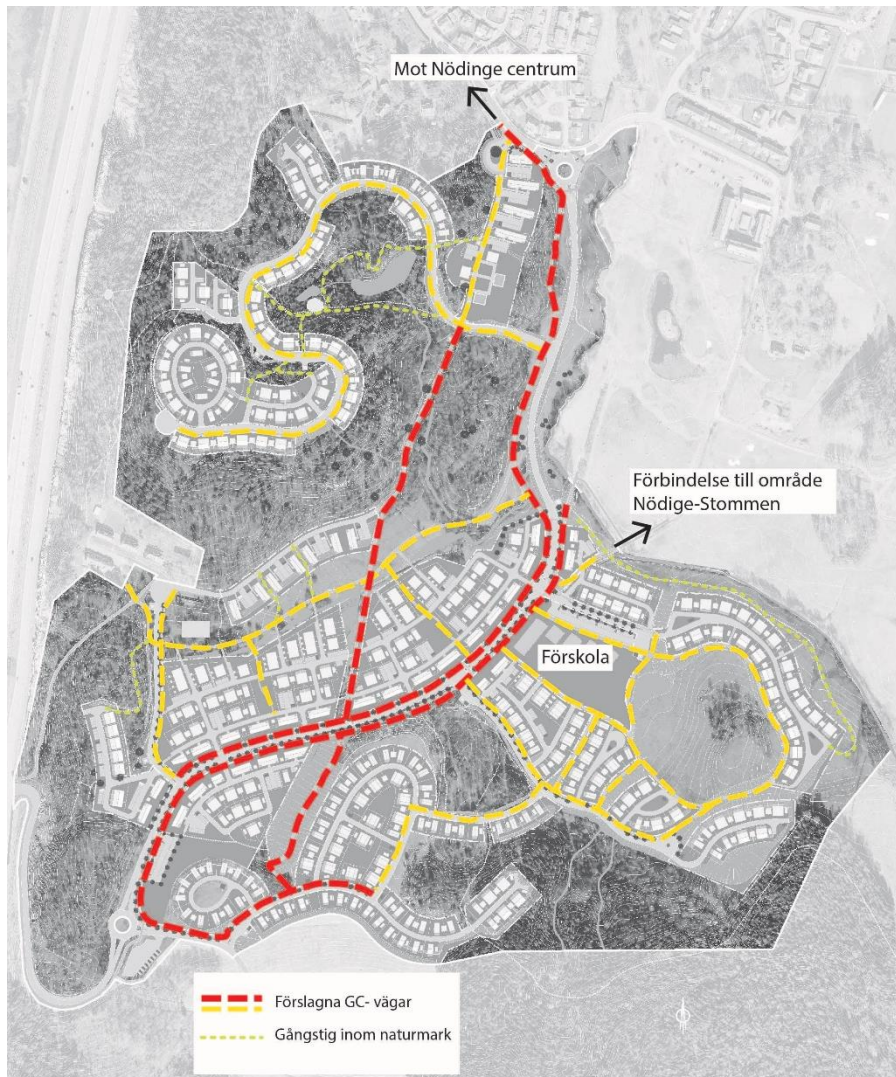 Mot Nödinge centrum
Förbindelse till område
Nödige-Stommen
Förskola
Förslagna GC- vägar
Gångstig inom naturmark